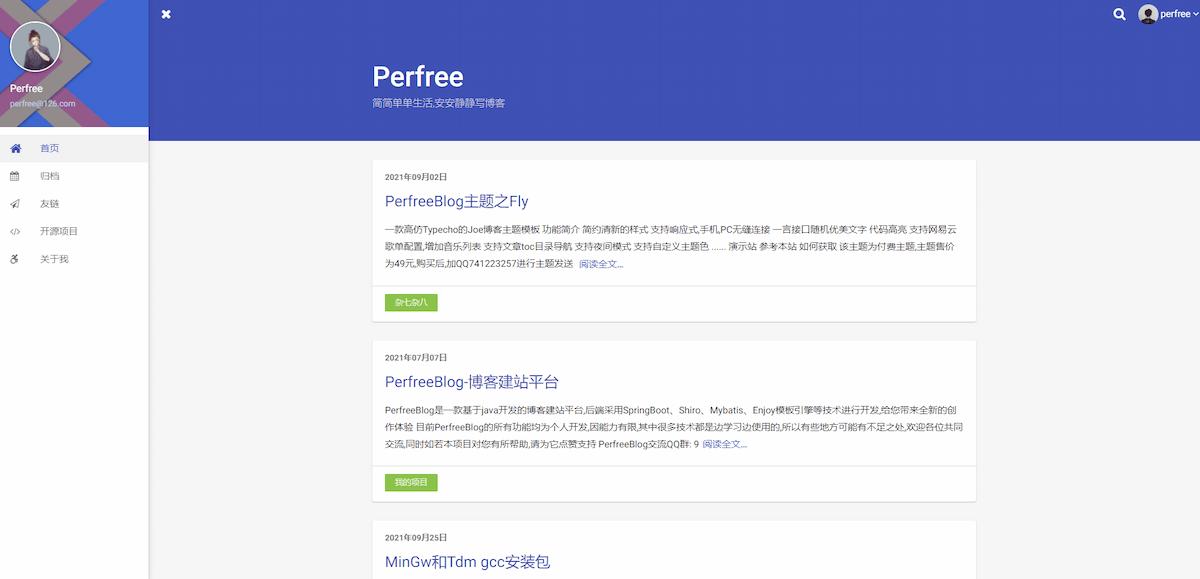 Perfree
perfree@126.com
首页
归档
友链
开源项目
关于我
perfree
Perfree
简简单单生活,安安静静写博客
2021年09月02日
PerfreeBlog主题之Fly
一款高仿Typecho的Joe博客主题模板 功能简介 简约清新的样式 支持响应式,手机,PC无缝连接 一言接口随机优美文字 代码高亮 支持网易云
歌单配置,增加音乐列表 支持文章toc目录导航 支持夜间模式 支持自定义主题色 ...... 演示站 参考本站 如何获取 该主题为付费主题,主题售价
为49元,购买后,加QQ741223257进行主题发送 阅读全文...
杂七杂八
2021年07月07日
PerfreeBlog-博客建站平台
PerfreeBlog是一款基于java开发的博客建站平台,后端采用SpringBoot、Shiro、Mybatis、Enjoy模板引擎等技术进行开发,给您带来全新的创
作体验 目前PerfreeBlog的所有功能均为个人开发,因能力有限,其中很多技术都是边学习边使用的,所以有些地方可能有不足之处,欢迎各位共同
交流,同时如若本项目对您有所帮助,请为它点赞支持 PerfreeBlog交流QQ群: 9 阅读全文...
我的项目
2021年09月25日
MinGw和Tdm gcc安装包